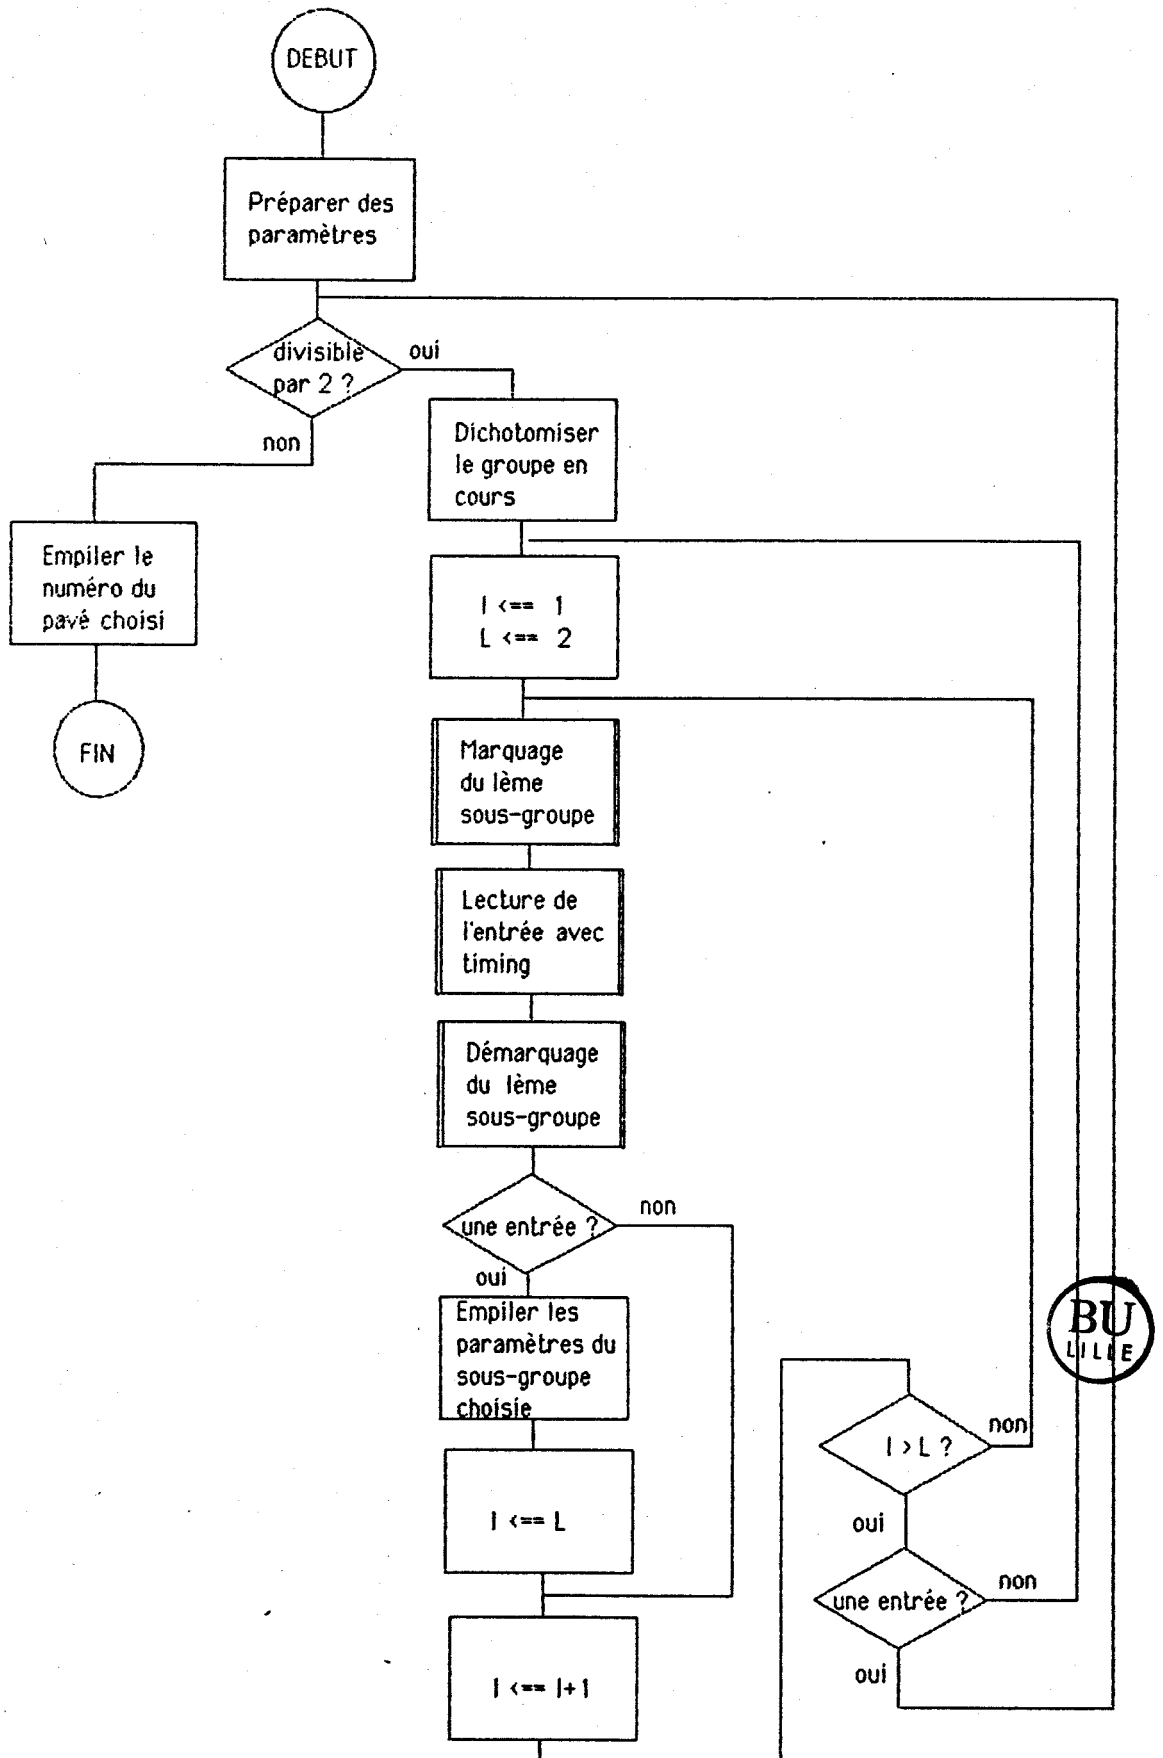 DEBUT
Préparer des
paramètres
divisible
par 2 ?
oui
non
Dichotomiser
le groupe en
cours
Empiler le
numéro du
pavé choisi
I <== 1
L <== 2
FIN
Marquage
du Ième
sous-groupe
Lecture de
l'entrée avec
timing
Démarquage
du Ième
sous-groupe
une entrée ?
non
oui
Empiler les
paramètres du
sous-groupe
choisie
I <== L
I <== I+1
I > L ?
non
oui
une entrée ?
non
oui
BU
LILLE